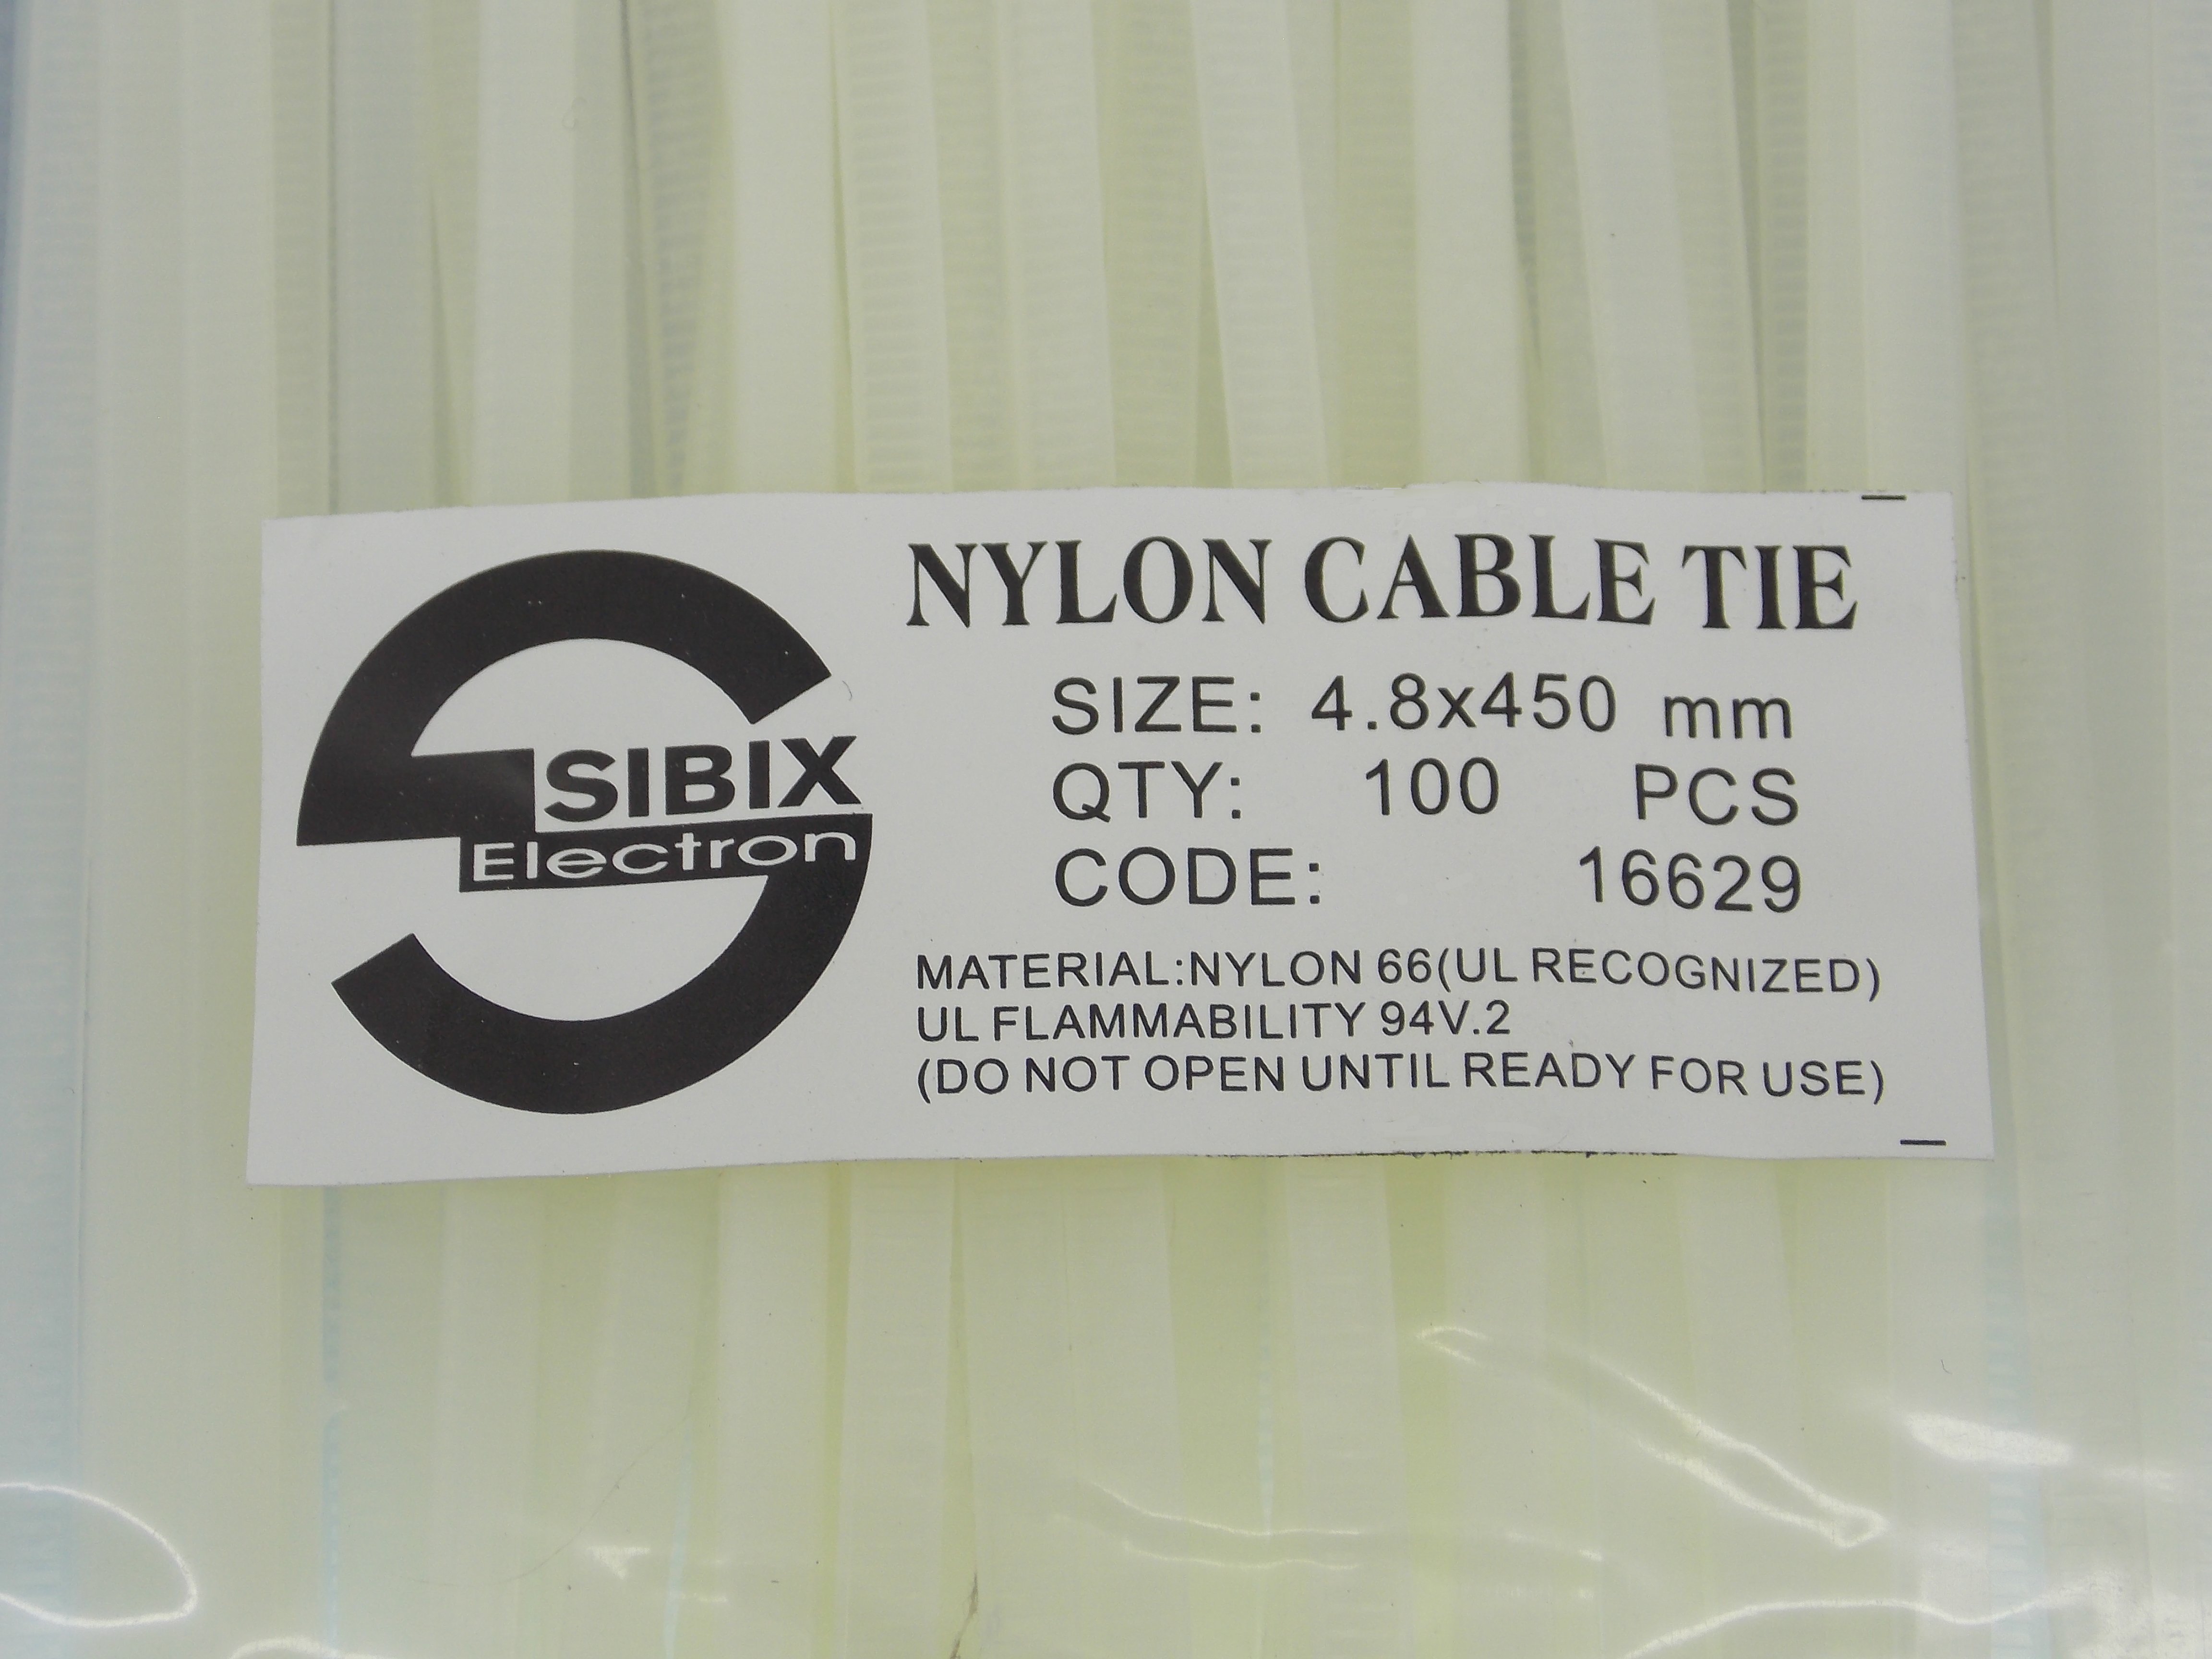 SIBIX
Electron
NYLON CABLE TIE
SIZE: 4.8x450 mm
QTY: 100 PCS
CODE: 16629
MATERIAL:NYLON 66(UL RECOGNIZED)
UL FLAMMABILITY 94V.2
(DO NOT OPEN UNTIL READY FOR USE)